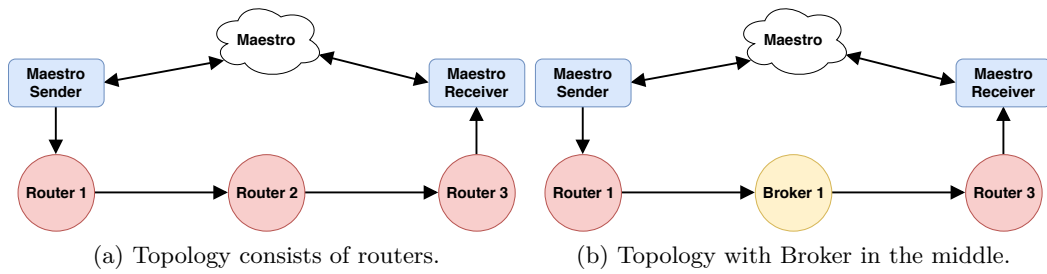 Maestro
Maestro
Sender
Maestro
Receiver
Router 1
Router 2
Router 3
(a) Topology consists of routers.
Maestro
Maestro
Sender
Maestro
Receiver
Router 1
Broker 1
Router 3
(b) Topology with Broker in the middle.